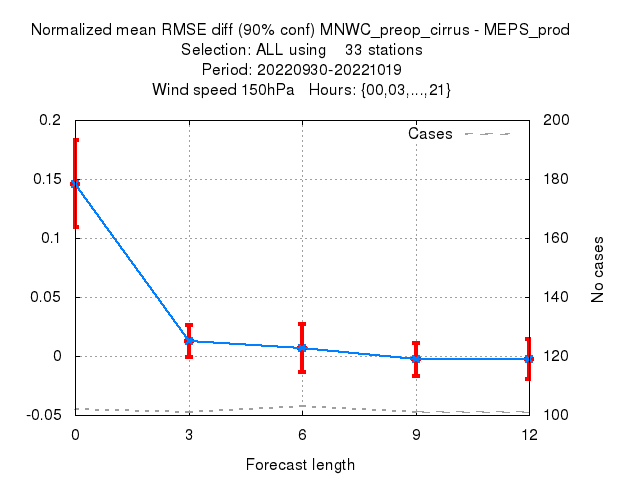 Normalized mean RMSE diff (90% conf) MNWC_preop_cirrus - MEPS_prod
Selection: ALL using 33 stations
Period: 20220930-20221019
Wind speed 150hPa Hours: {00,03,...,21}
Cases
0.2
0.15
0.1
0.05
0
-0.05
200
180
160
140
120
100
No cases
0 3 6 9 12
Forecast length